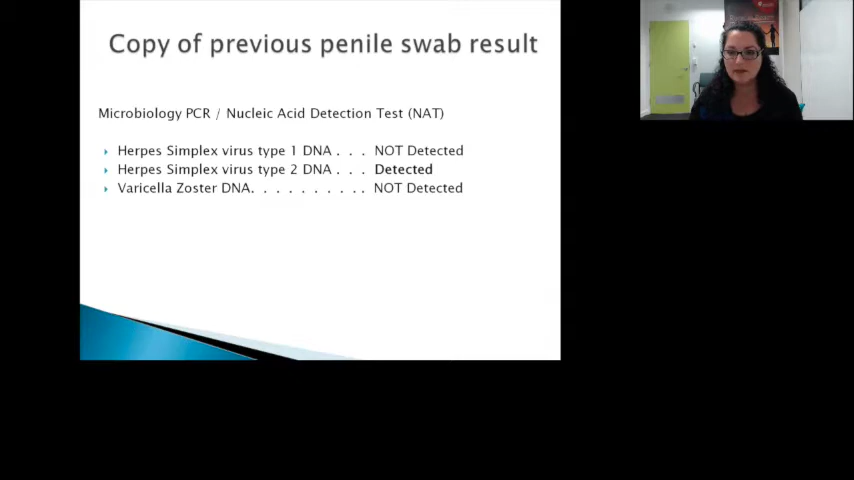 Copy of previous penile swab result
Microbiology PCR / Nucleic Acid Detection Test (NAT)
Herpes Simplex virus type 1 DNA . . . NOT Detected
Herpes Simplex virus type 2 DNA . . . Detected
Varicella Zoster DNA. . . . . . . . . . . NOT Detected